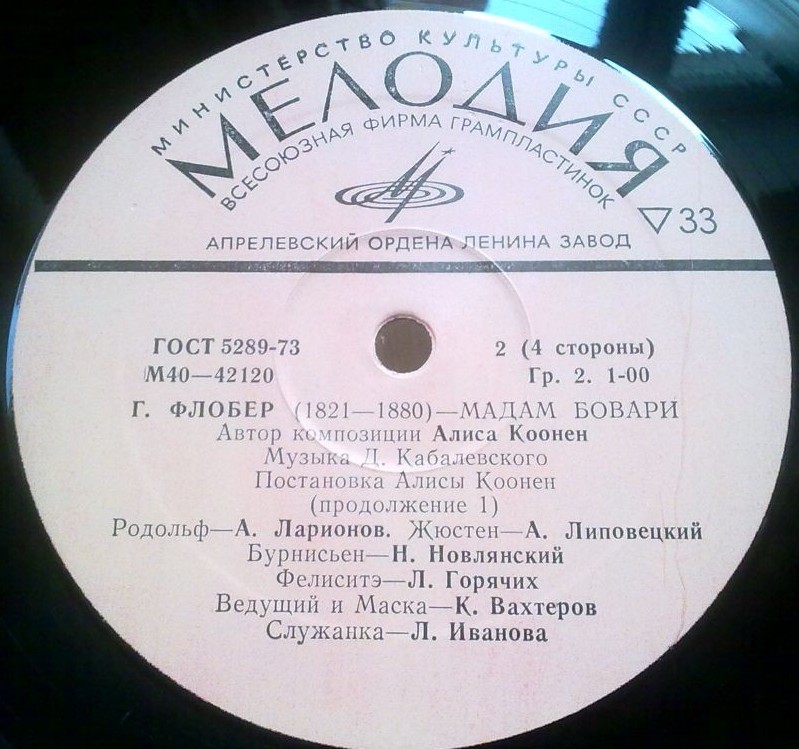 МИНИСТЕРСТВО КУЛЬТУРЫ СССР
МЕЛОДИЯ
ВСЕСОЮЗНАЯ ФИРМА ГРАМПЛАСТИНОК
33
АПРЕЛЕВСКИЙ ОРДЕНА ЛЕНИНА ЗАВОД
ГОСТ 5289-73 2 (4 стороны)
М40—42120 Гр. 2. 1-00
Г. ФЛОБЕР (1821—1880)—МАДАМ БОВАРИ
Автор композиции Алиса Коонен
Музыка Д. Кабалевского
Постановка Алисы Коонен
(продолжение 1)
Родольф—А. Ларионов. Жюстен—А. Липовецкий
Бурнисьен—Н. Новлянский
Фелиситэ—Л. Горячих
Ведущий и Маска—К. Вахтеров
Служанка—Л. Иванова